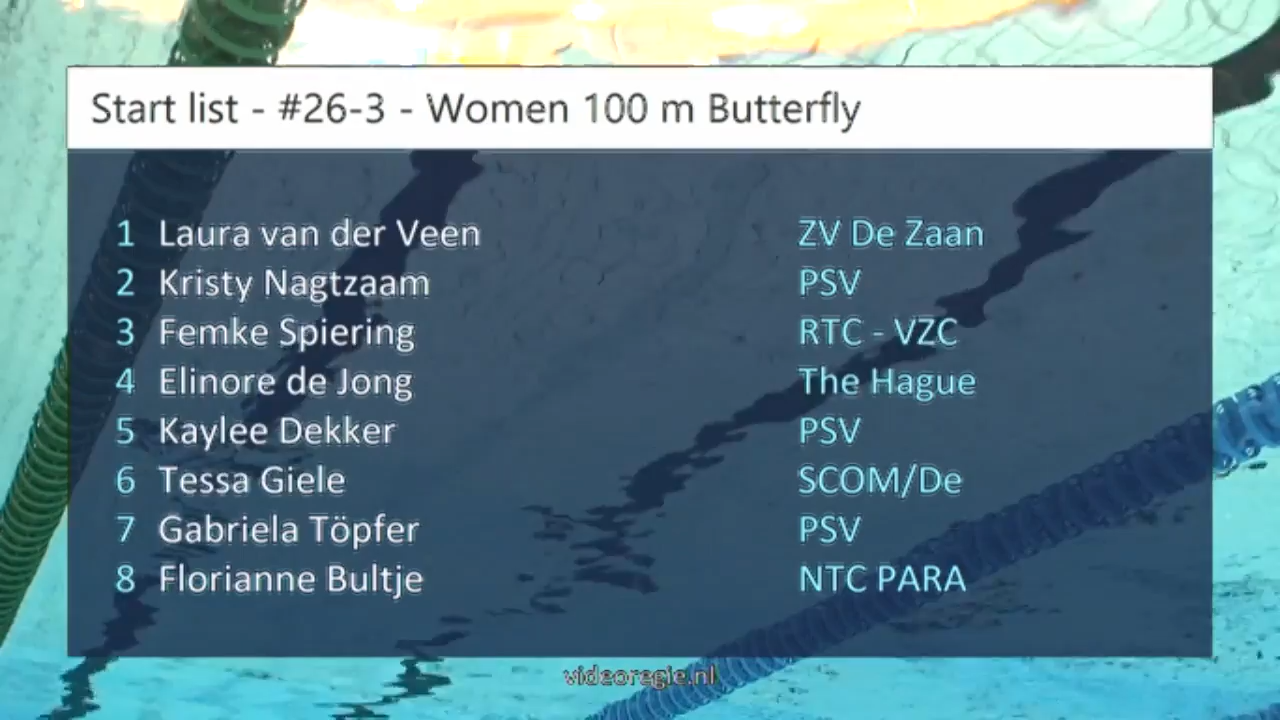 Start list - #26-3 - Women 100 m Butterfly
1 Laura van der Veen ZV De Zaan
2 Kristy Nagtzaam PSV
3 Femke Spiering RTC - VZC
4 Elinore de Jong The Hague
5 Kaylee Dekker PSV
6 Tessa Giele SCOM/De
7 Gabriela Töpfer PSV
8 Florianne Bultje NTC PARA
videoregie.nl